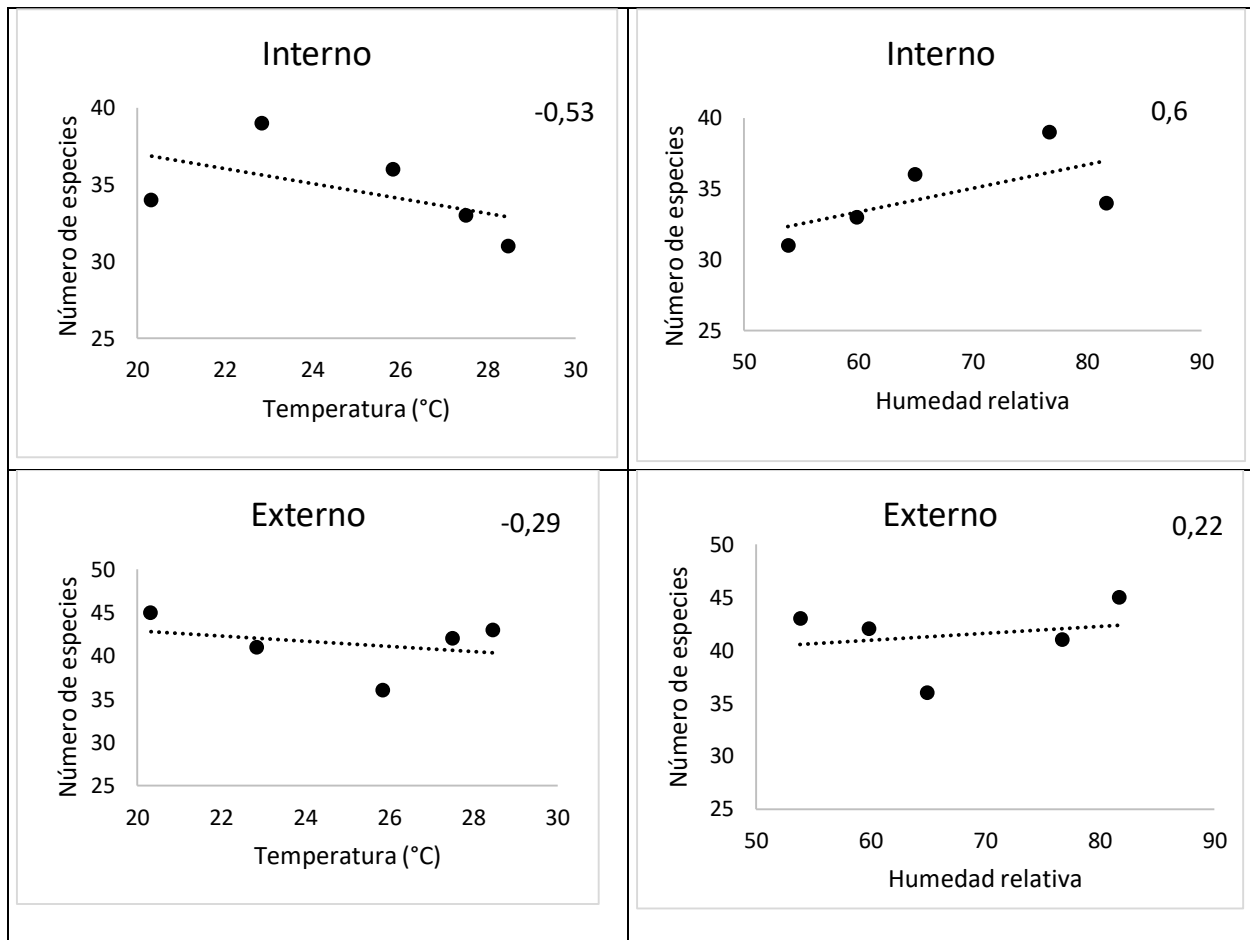 Interno
-0,53
Número de especies
40
35
30
25
20 22 24 26 28 30
Temperatura (°C)
Interno
0,6
Número de especies
40
35
30
25
50 60 70 80 90
Humedad relativa
Externo
-0,29
Número de especies
50
45
40
35
30
25
20 22 24 26 28 30
Temperatura (°C)
Externo
0,22
Número de especies
50
45
40
35
30
25
50 60 70 80 90
Humedad relativa